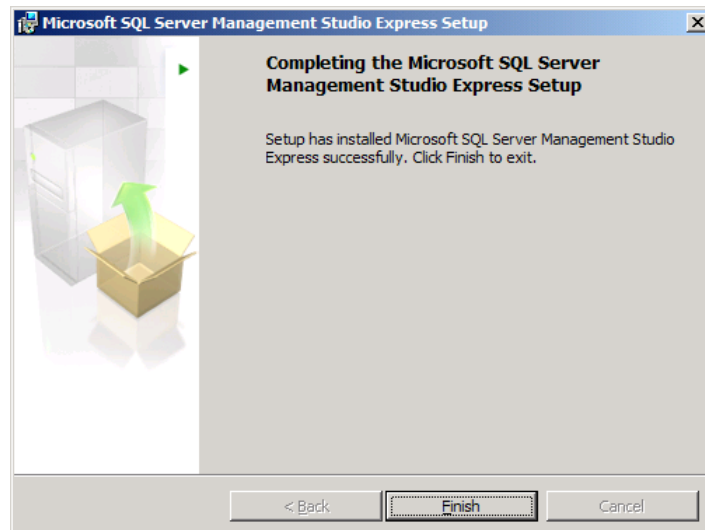 Microsoft SQL Server Management Studio Express Setup
Completing the Microsoft SQL Server
Management Studio Express Setup
Setup has installed Microsoft SQL Server Management Studio
Express successfully. Click Finish to exit.
< Back
Finish
Cancel